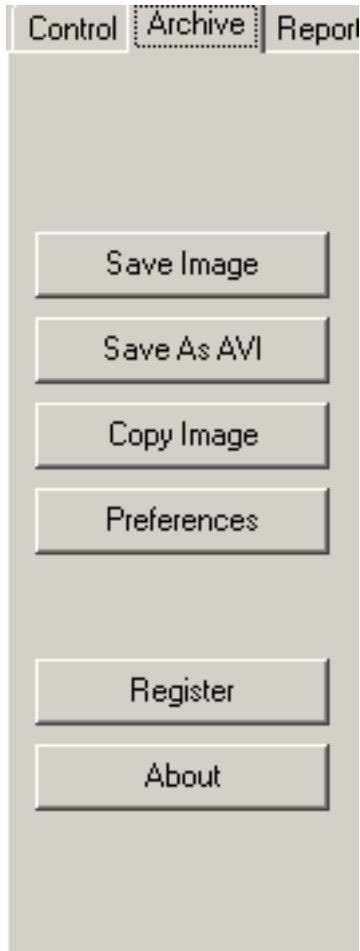 Control Archive Report
Save Image
Save As AVI
Copy Image
Preferences
Register
About